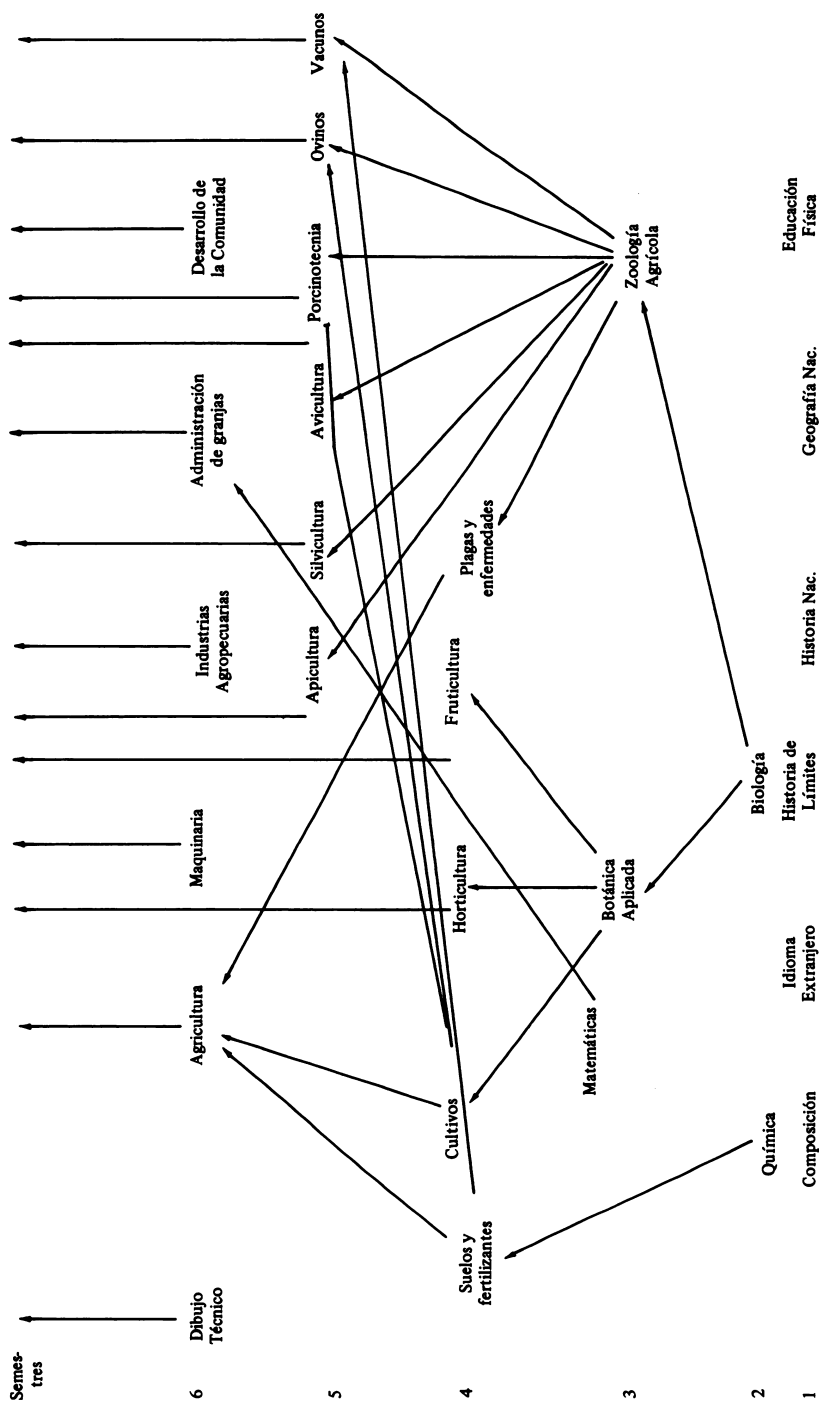 Semes-
tres
6
Dibujo
Técnico
Agricultura
Maquinaria
Industrias
Agropecuarias
Administración
de granjas
Desarrollo de
la Comunidad
5
Apicultura
Silvicultura
Avicultura
Porcinotecnia
Ovinos
Vacunos
4
Suelos y
fertilizantes
Cultivos
Horticultura
Fruticultura
Plagas y
enfermedades
3
Matemáticas
Botánica
Aplicada
Zoología
Agrícola
2
Química
Biología
1
Composición
Idioma
Extranjero
Historia de
Límites
Historia Nac.
Geografía Nac.
Educación
Física